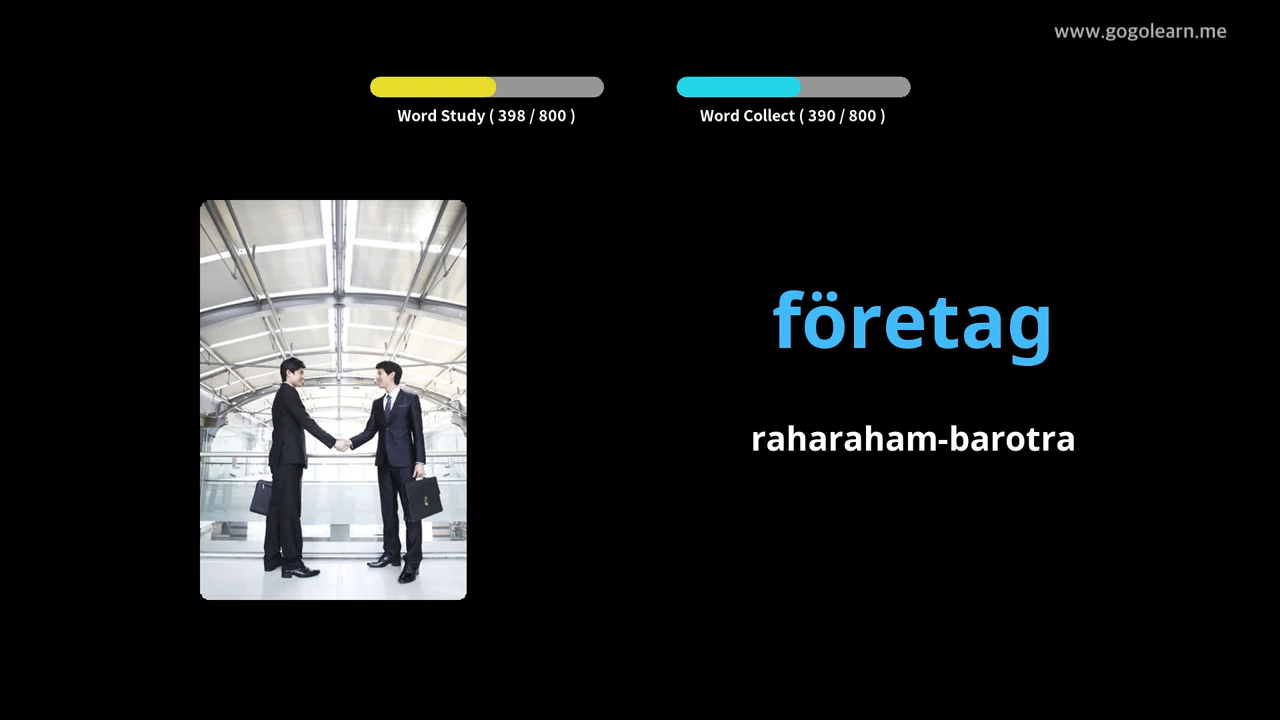 www.gogolearn.me
Word Study ( 398 / 800 )
Word Collect ( 390 / 800 )
företag
raharaham-barotra